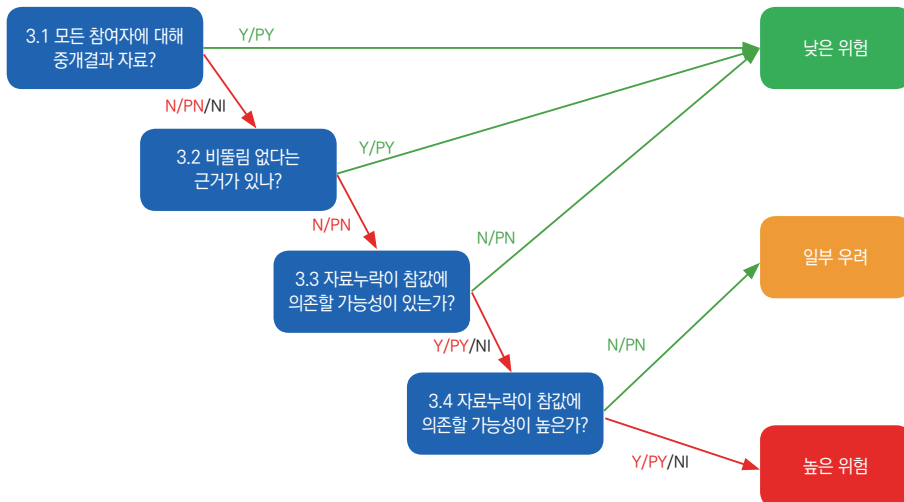 3.1 모든 참여자에 대해
중개결과 자료?
Y/PY
낮은 위험
N/PN/NI
3.2 비뚤림 없다는
근거가 있나?
Y/PY
N/PN
N/PN
일부 우려
3.3 자료누락이 참값에
의존할 가능성이 있는가?
Y/PY/NI
N/PN
3.4 자료누락이 참값에
의존할 가능성이 높은가?
Y/PY/NI
높은 위험